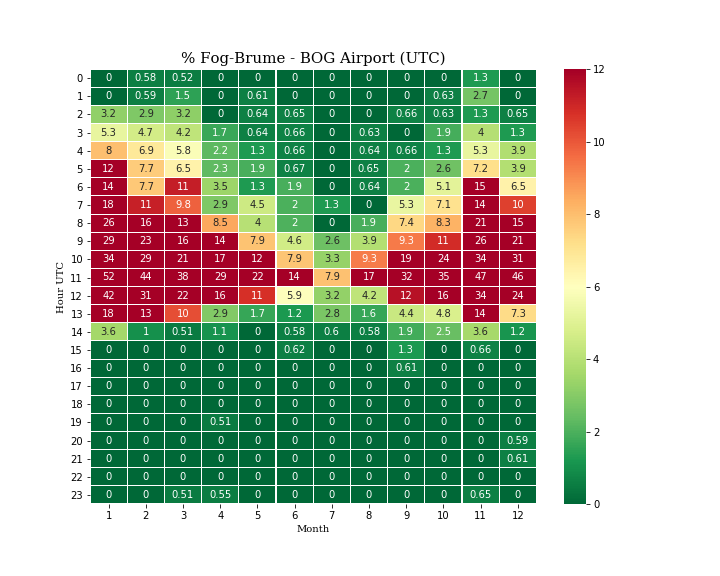 % Fog-Brume - BOG Airport (UTC)
Hour UTC
0 0 0.58 0.52 0 0 0 0 0 0 0 1.3 0
1 0 0.59 1.5 0 0.61 0 0 0 0 0.63 2.7 0
2 3.2 2.9 3.2 0 0.64 0.65 0 0 0.66 0.63 1.3 0.65
3 5.3 4.7 4.2 1.7 0.64 0.66 0 0.63 0 1.9 4 1.3
4 8 6.9 5.8 2.2 1.3 0.66 0 0.64 0.66 1.3 5.3 3.9
5 12 7.7 6.5 2.3 1.9 0.67 0 0.65 2 2.6 7.2 3.9
6 14 7.7 11 3.5 1.3 1.9 0 0.64 2 5.1 15 6.5
7 18 11 9.8 2.9 4.5 2 1.3 0 5.3 7.1 14 10
8 26 16 13 8.5 4 2 0 1.9 7.4 8.3 21 15
9 29 23 16 14 7.9 4.6 2.6 3.9 9.3 11 26 21
10 34 29 21 17 12 7.9 3.3 9.3 19 24 34 31
11 52 44 38 29 22 14 7.9 17 32 35 47 46
12 42 31 22 16 11 5.9 3.2 4.2 12 16 34 24
13 18 13 10 2.9 1.7 1.2 2.8 1.6 4.4 4.8 14 7.3
14 3.6 1 0.51 1.1 0 0.58 0.6 0.58 1.9 2.5 3.6 1.2
15 0 0 0 0 0 0.62 0 0 1.3 0 0.66 0
16 0 0 0 0 0 0 0 0 0.61 0 0 0
17 0 0 0 0 0 0 0 0 0 0 0 0
18 0 0 0 0 0 0 0 0 0 0 0 0
19 0 0 0 0.51 0 0 0 0 0 0 0 0
20 0 0 0 0 0 0 0 0 0 0 0 0.59
21 0 0 0 0 0 0 0 0 0 0 0 0.61
22 0 0 0 0 0 0 0 0 0 0 0 0
23 0 0 0.51 0.55 0 0 0 0 0 0 0.65 0
1 2 3 4 5 6 7 8 9 10 11 12
Month
12
10
8
6
4
2
0